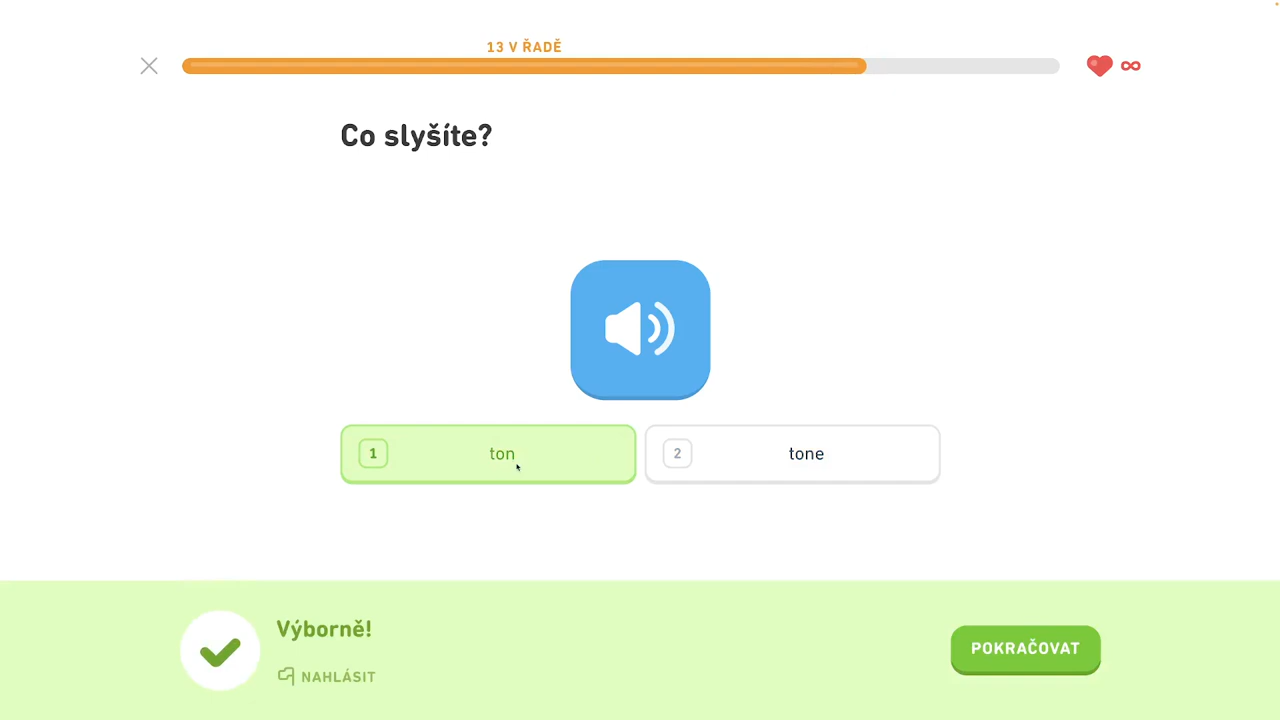 13 V ŘADĚ
Co slyšíte?
1 ton
2 tone
Výborně!
NAHLÁSIT
POKRAČOVAT